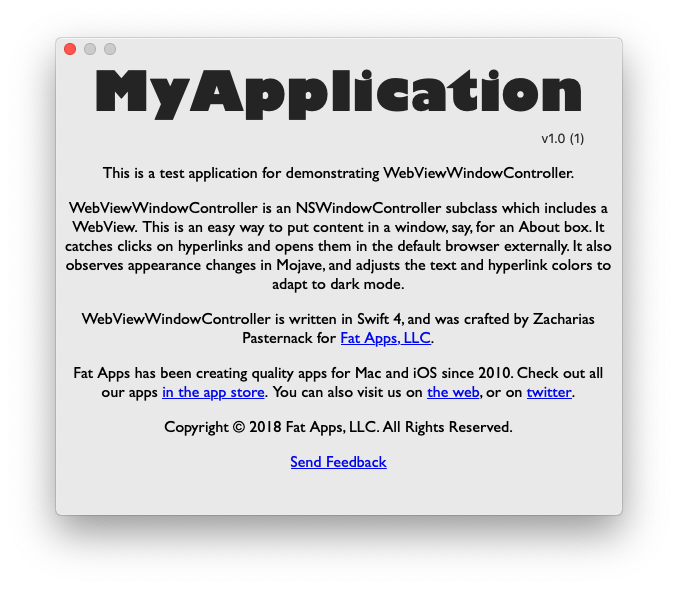 MyApplication
v1.0 (1)
This is a test application for demonstrating WebViewWindowController.
WebViewWindowController is an NSWindowController subclass which includes a
WebView. This is an easy way to put content in a window, say, for an About box. It
catches clicks on hyperlinks and opens them in the default browser externally. It also
observes appearance changes in Mojave, and adjusts the text and hyperlink colors to
adapt to dark mode.
WebViewWindowController is written in Swift 4, and was crafted by Zacharias
Pasternack for Fat Apps, LLC.
Fat Apps has been creating quality apps for Mac and iOS since 2010. Check out all
our apps in the app store. You can also visit us on the web, or on twitter.
Copyright © 2018 Fat Apps, LLC. All Rights Reserved.
Send Feedback